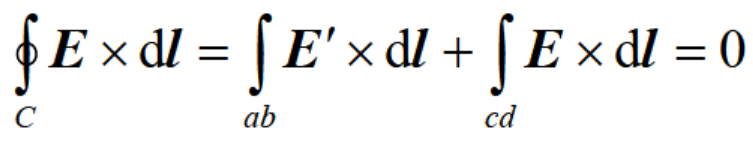 ∮_C E × dl = ∫_ab E′ × dl + ∫_cd E × dl = 0